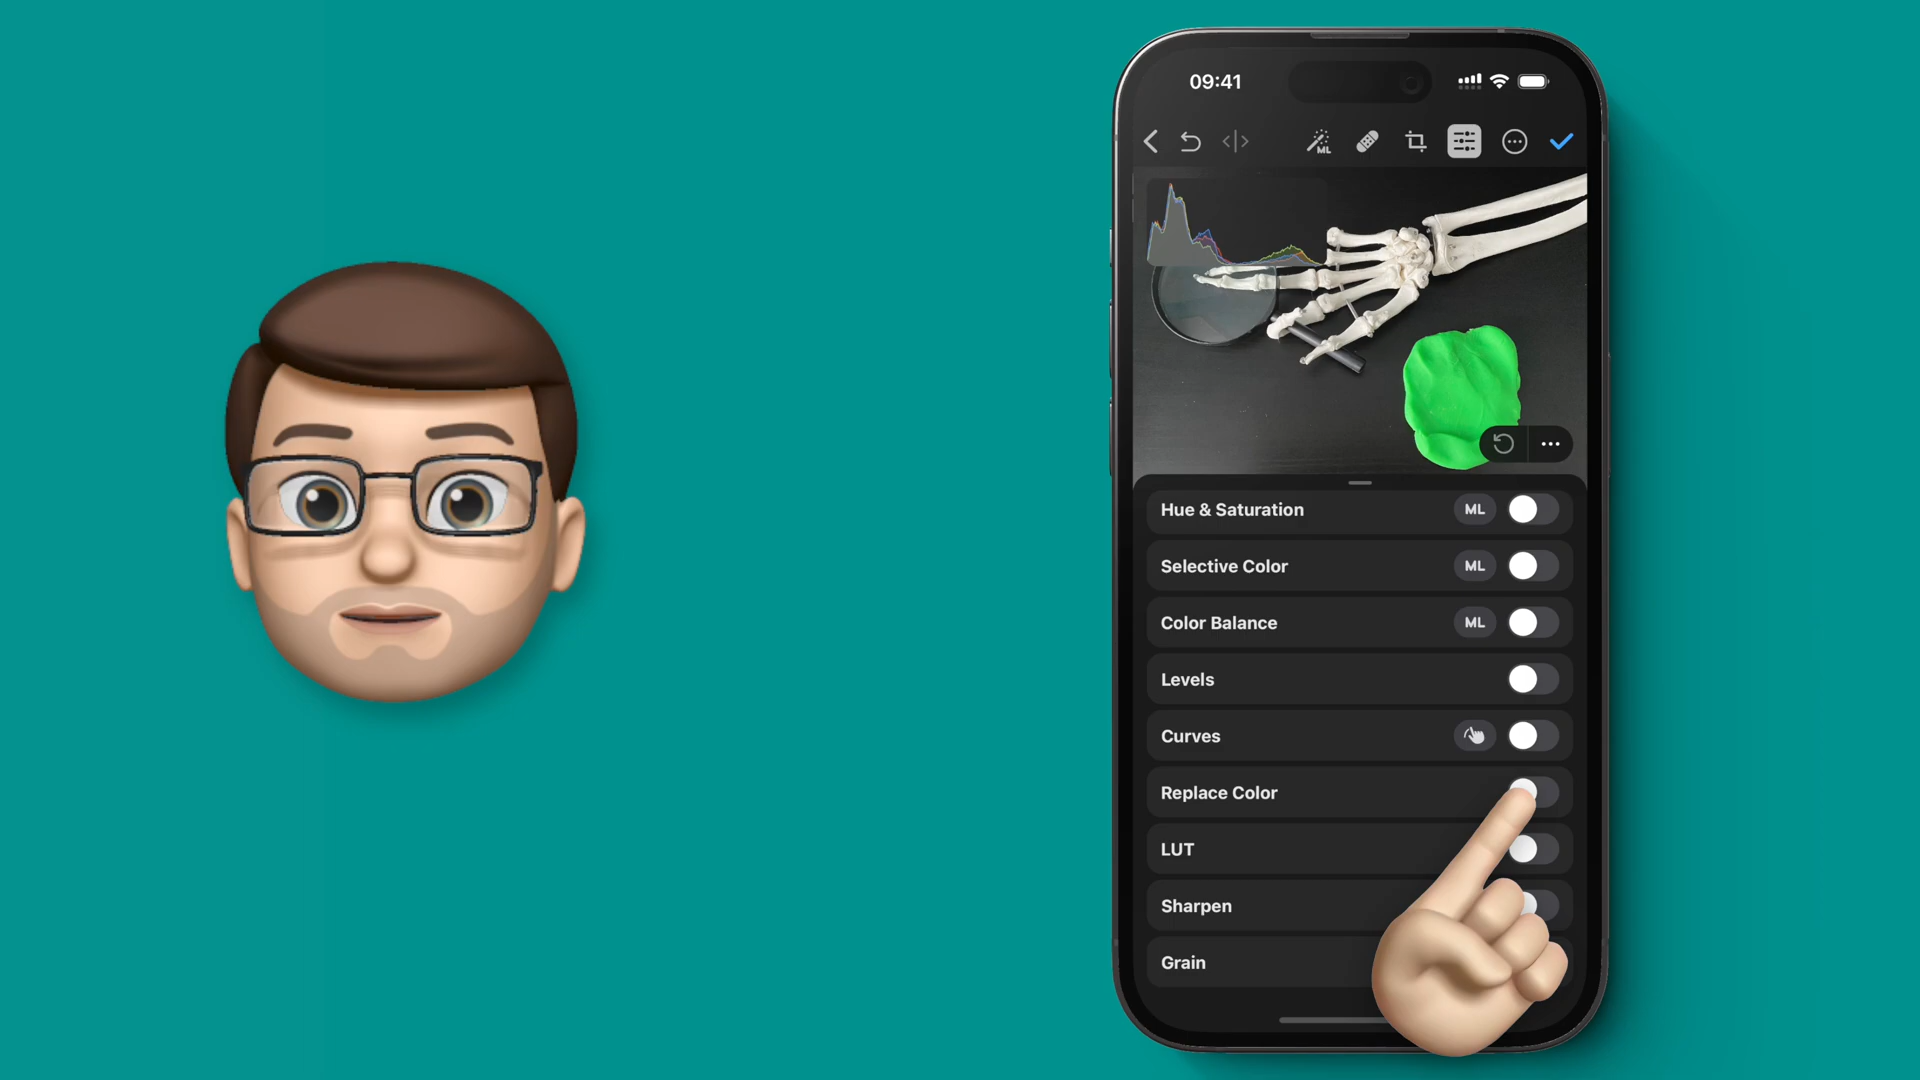 09:41
ML
Hue & Saturation ML
Selective Color ML
Color Balance ML
Levels
Curves
Replace Color
LUT
Sharpen
Grain